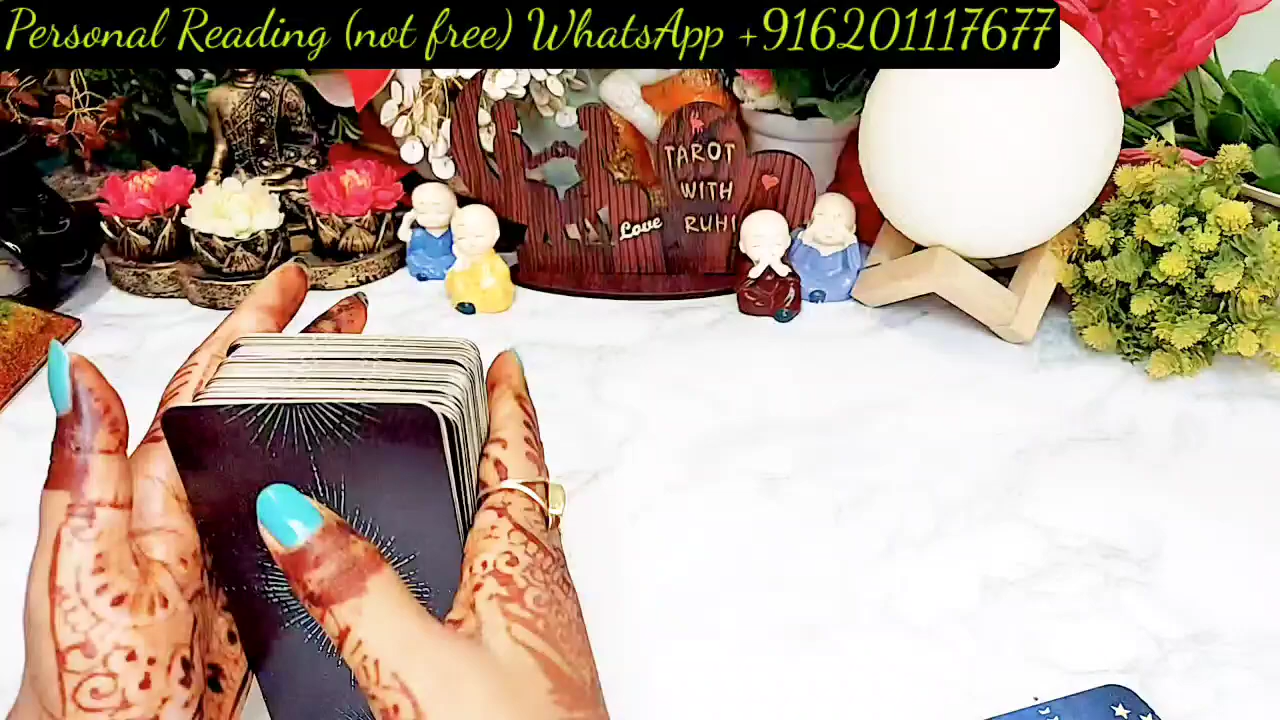 Personal Reading (not free) WhatsApp +916201117677
TAROT
WITH
Love RUHI